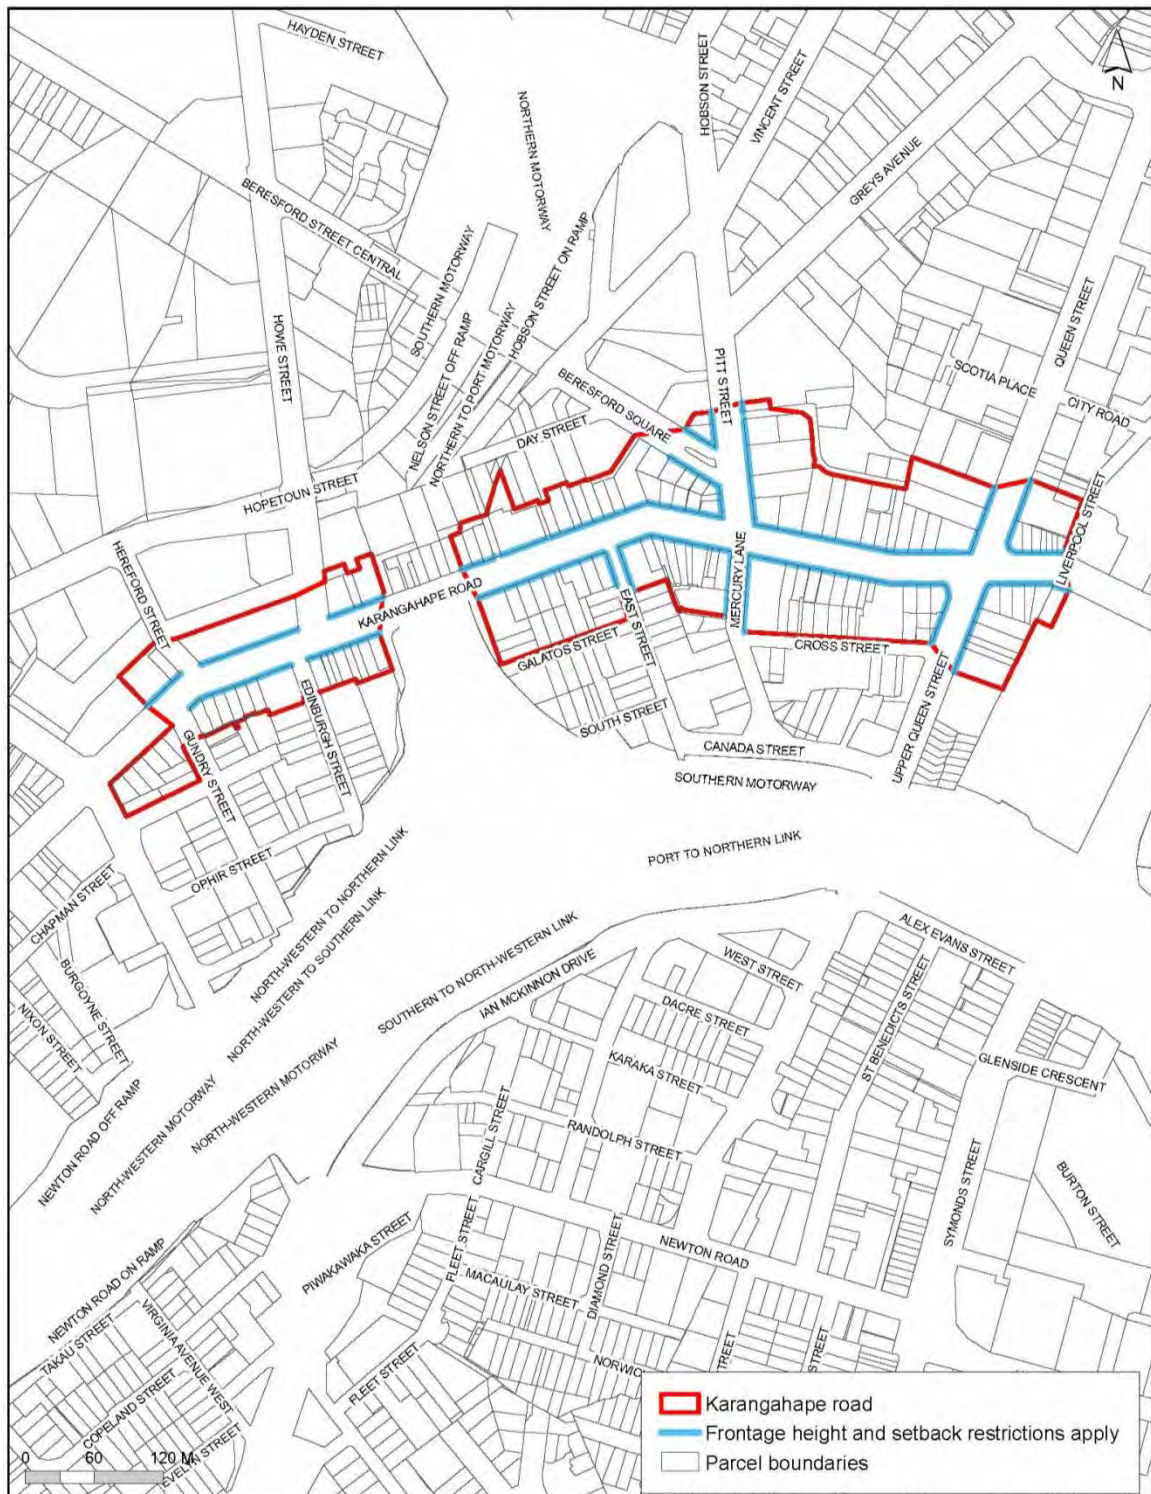 HAYDEN STREET
HOBSON STREET
VINCENT STREET
N
NORTHERN MOTORWAY
GREYS AVENUE
BERESFORD STREET CENTRAL
SOUTHERN MOTORWAY
HOBSON STREET ON RAMP
NORTHERN TO PORT MOTORWAY
NELSON STREET OFF RAMP
HOWE STREET
QUEEN STREET
PITT STREET
SCOTIA PLACE
CITY ROAD
BERESFORD SQUARE
DAY STREET
HOPETOUN STREET
LIVERPOOL STREET
HEREFORD STREET
KARANGAHAPE ROAD
MERCURY LANE
EAST STREET
GALATOS STREET
CROSS STREET
EDINBURGH STREET
GUNDRY STREET
SOUTH STREET
UPPER QUEEN STREET
CANADA STREET
SOUTHERN MOTORWAY
PORT TO NORTHERN LINK
OPHIR STREET
CHAPMAN STREET
NORTH-WESTERN TO NORTHERN LINK
NORTH-WESTERN TO SOUTHERN LINK
SOUTHERN TO NORTH-WESTERN LINK
IAN MCKINNON DRIVE
ALEX EVANS STREET
WEST STREET
BURGOYNE STREET
NIXON STREET
DACRE STREET
ST BENEDICTS STREET
KARAKA STREET
GLENSIDE CRESCENT
NORTH-WESTERN MOTORWAY
NORTH-WESTERN MOTORWAY
NEWTON ROAD OFF RAMP
CARGILL STREET
RANDOLPH STREET
SYMONDS STREET
BURTON STREET
PIWAKAWAKA STREET
FLEET STREET
NEWTON ROAD
DIAMOND STREET
MACAULAY STREET
NEWTON ROAD ON RAMP
TAKAU STREET
VIRGINIA AVENUE WEST
FLEET STREET
NORWIC
STREET
STREET
COPELAND STREET
EVELYN STREET
0 60 120 M
Karangahape road
Frontage height and setback restrictions apply
Parcel boundaries